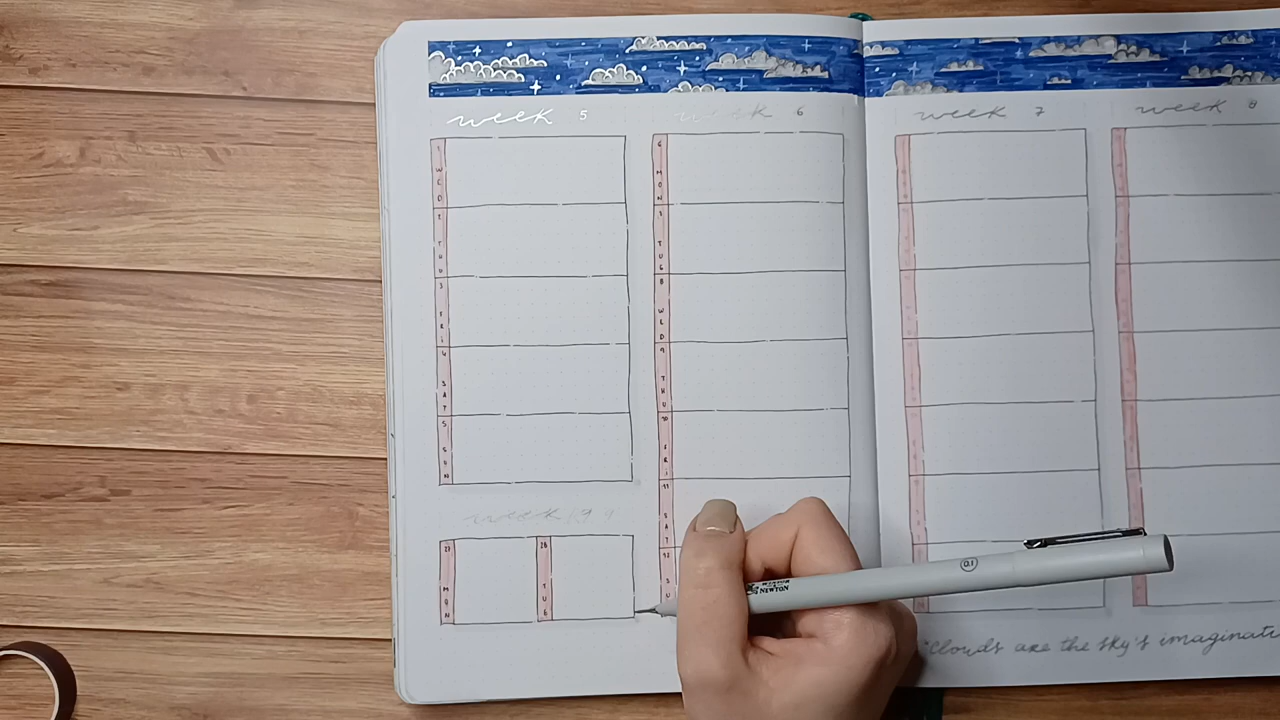 week 5
1 WED
2 THU
3 FRi
4 SAT
5 SUN
week 6
6 MON
7 TUE
8 WED
9 THU
10 FRi
11 SAT
12 SU
week 9
27 MON
28 TUE
week 7
week 8
WINSOR & NEWTON
0.1
"Clouds are the sky's imaginati